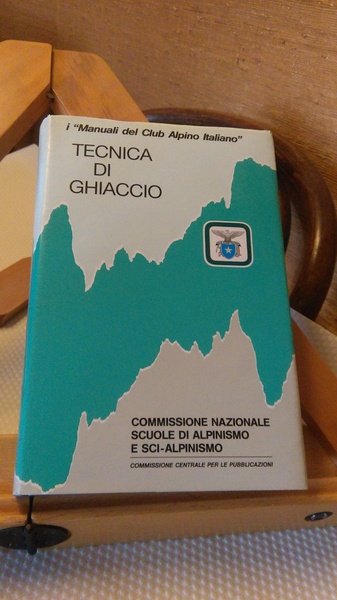 i "Manuali del Club Alpino Italiano"
TECNICA
DI
GHIACCIO
COMMISSIONE NAZIONALE
SCUOLE DI ALPINISMO
E SCI-ALPINISMO
COMMISSIONE CENTRALE PER LE PUBBLICAZIONI